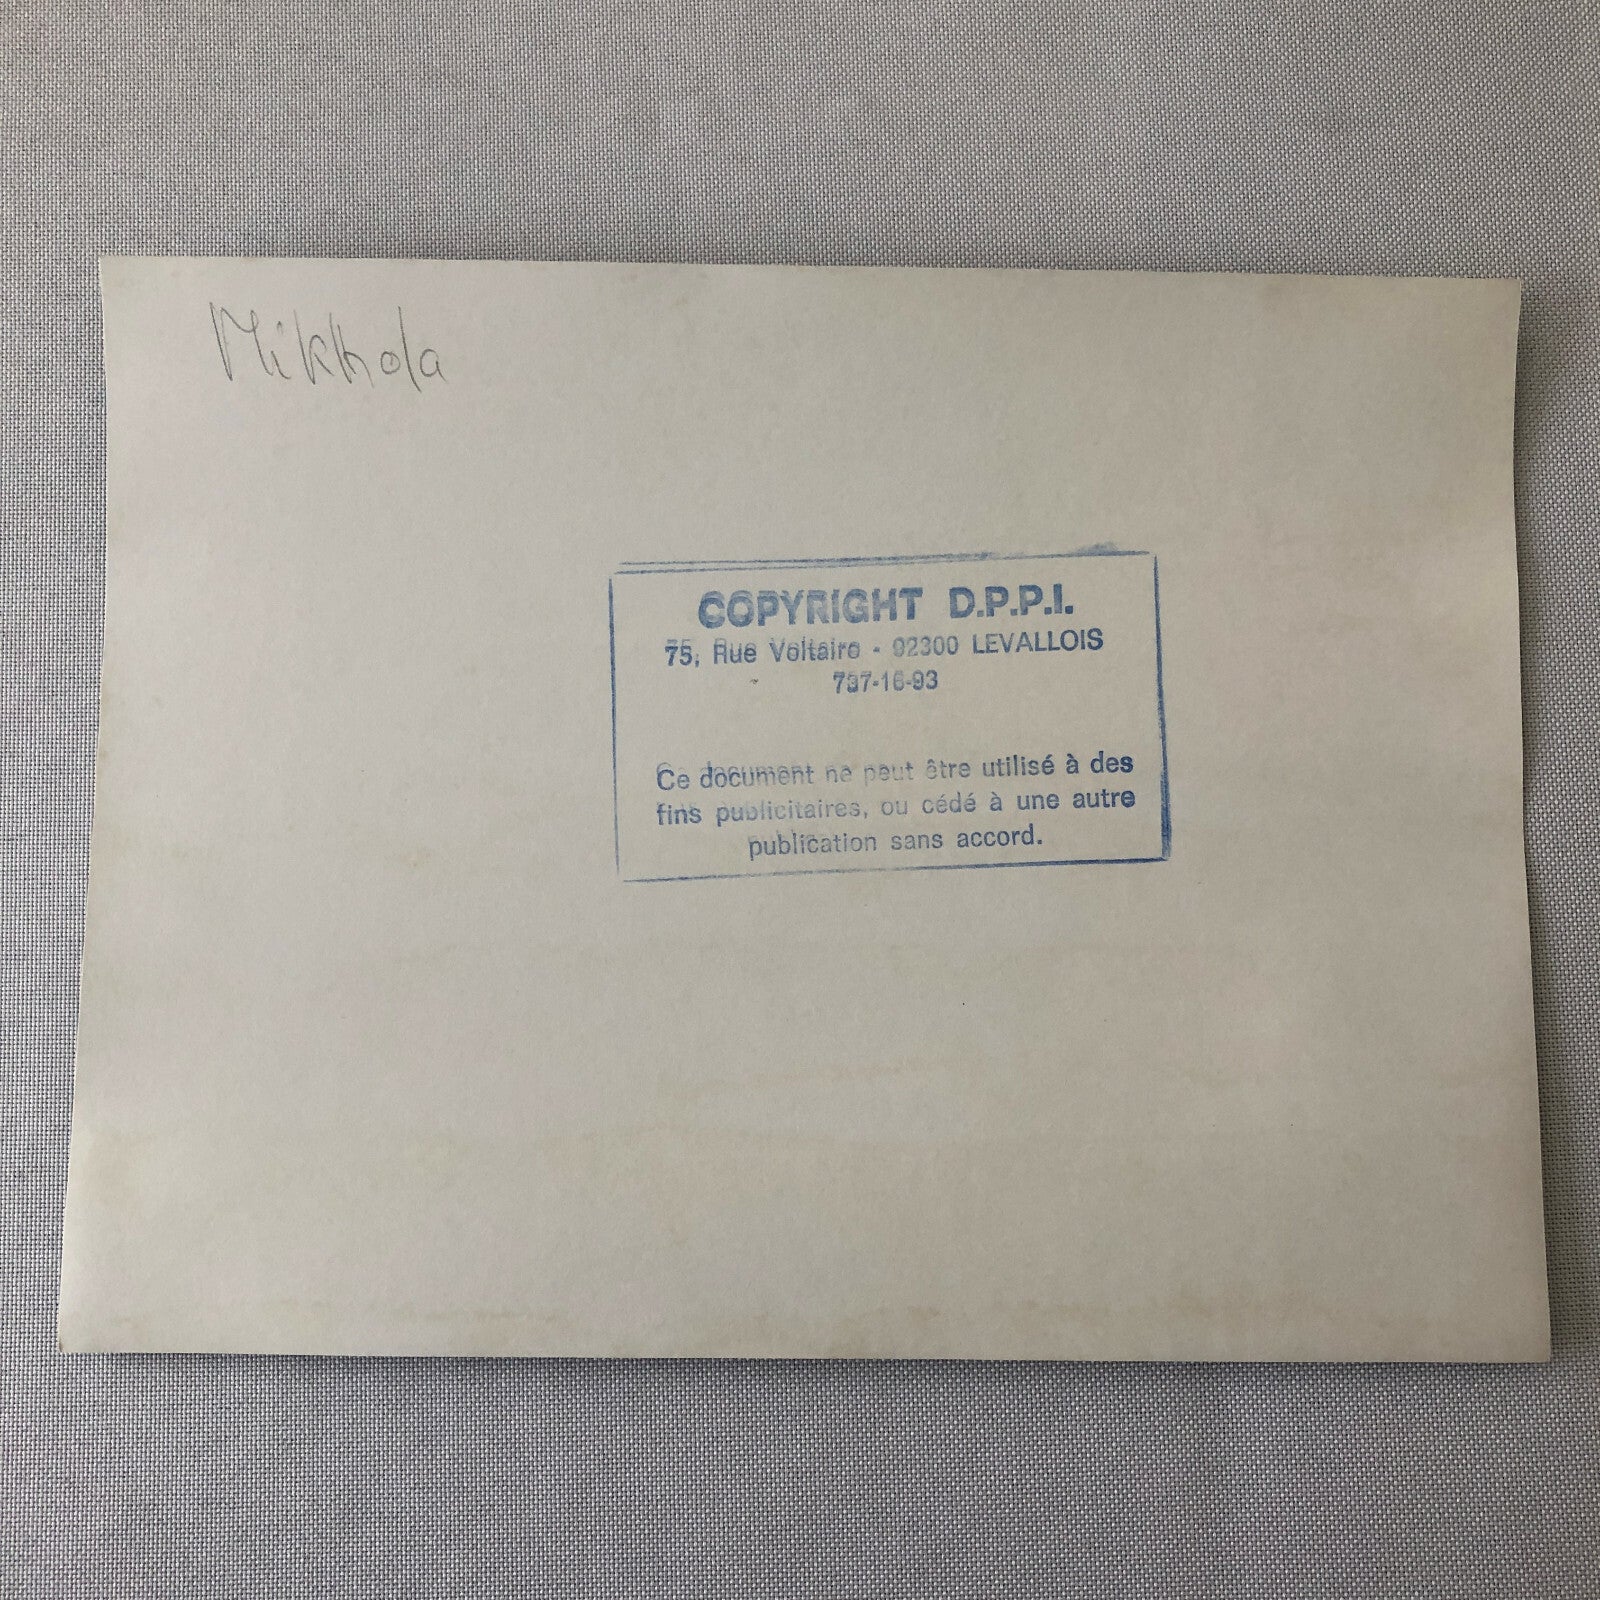 Mikkola
COPYRIGHT D.P.P.I.
75, Rue Voltaire - 92300 LEVALLOIS
737-16-93
Ce document ne peut être utilisé à des
fins publicitaires, ou cédé à une autre
publication sans accord.